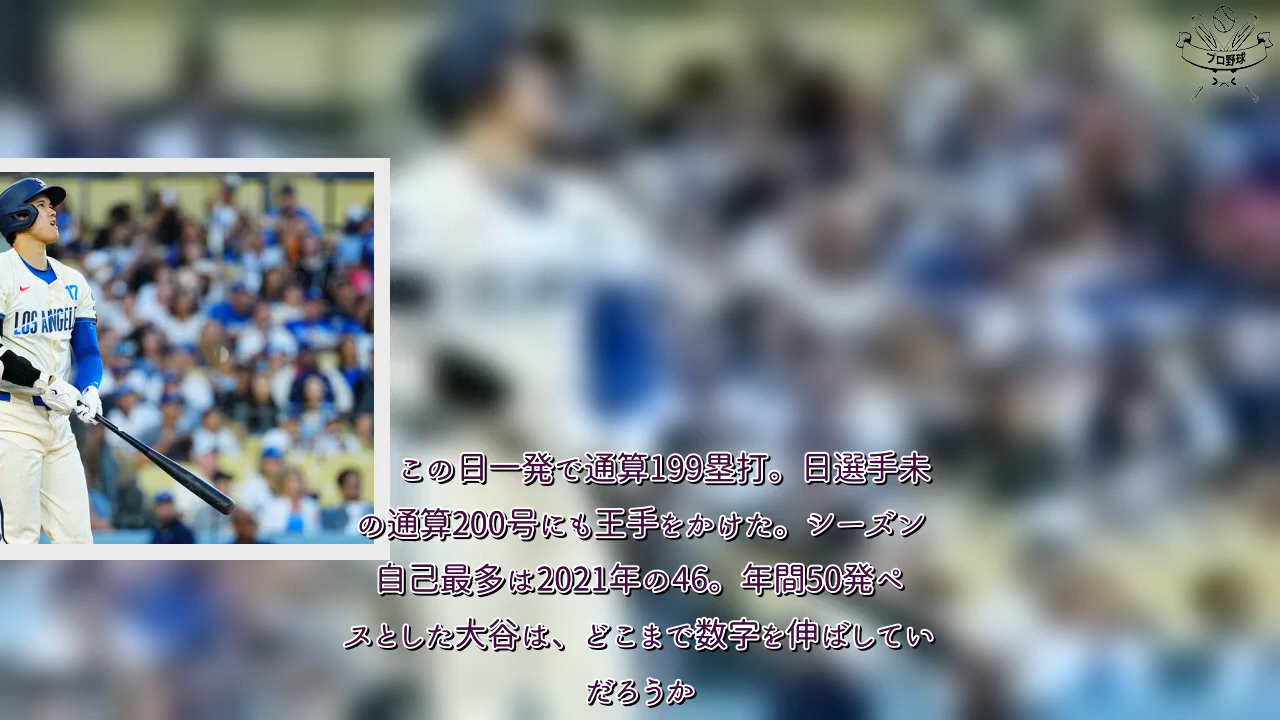 プロ野球
17
LOS ANGEL
この日一発で通算199塁打。日選手未
の通算200号にも王手をかけた。シーズン
自己最多は2021年の46。年間50発ペ
スとした大谷は、どこまで数字を伸ばしてい
だろうか